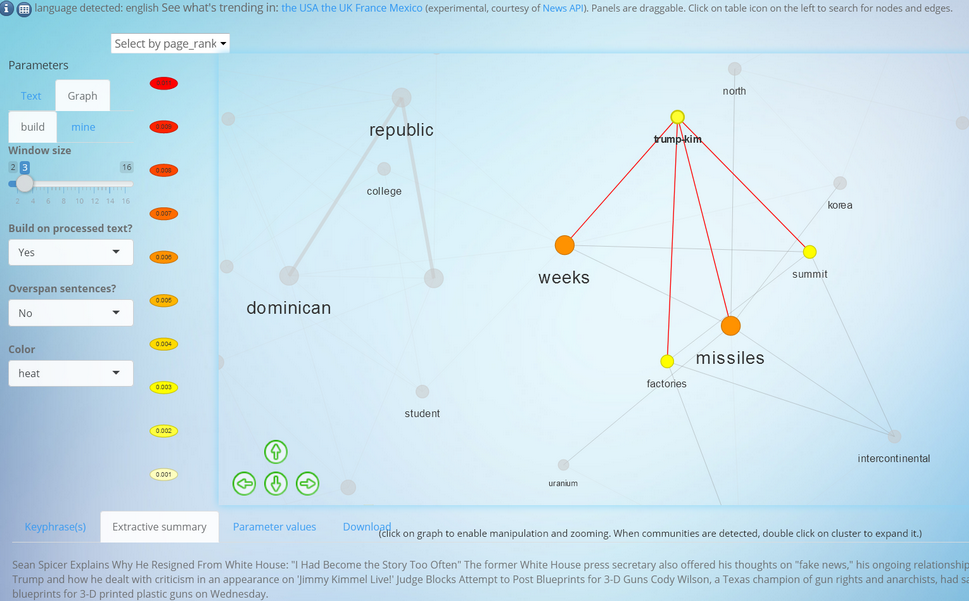 language detected: english See what's trending in: the USA the UK France Mexico (experimental, courtesy of News API). Panels are draggable. Click on table icon on the left to search for nodes and edges.
Select by page_rank
Parameters
Text Graph
build mine
Window size
2 3 16
2 4 6 8 10 12 14 16
Build on processed text?
Yes
Overspan sentences?
No
Color
heat
0.008
0.007
0.006
0.005
0.004
0.003
0.002
0.001
north
republic
trump-kim
college
korea
weeks
summit
dominican
missiles
factories
student
intercontinental
uranium
Keyphrase(s) Extractive summary Parameter values Download
(click on graph to enable manipulation and zooming. When communities are detected, double click on cluster to expand it.)
Sean Spicer Explains Why He Resigned From White House: "I Had Become the Story Too Often" The former White House press secretary also offered his thoughts on "fake news," his ongoing relationship
Trump and how he dealt with criticism in an appearance on 'Jimmy Kimmel Live!' Judge Blocks Attempt to Post Blueprints for 3-D Guns Cody Wilson, a Texas champion of gun rights and anarchists, had sa
blueprints for 3-D printed plastic guns on Wednesday.